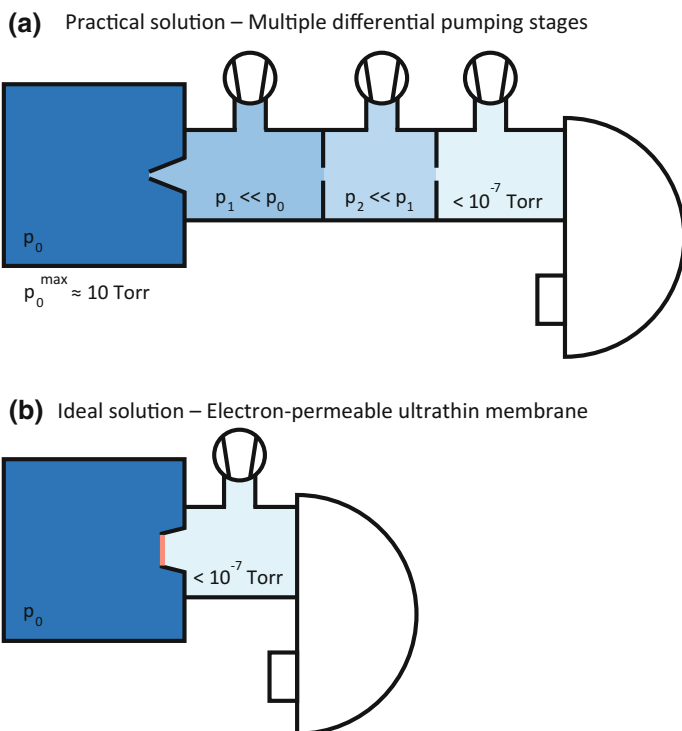 (a) Practical solution – Multiple differential pumping stages
p₁ << p₀
p₂ << p₁
< 10⁻⁷ Torr
p₀
p₀ᵐᵃˣ ≈ 10 Torr
(b) Ideal solution – Electron-permeable ultrathin membrane
< 10⁻⁷ Torr
p₀